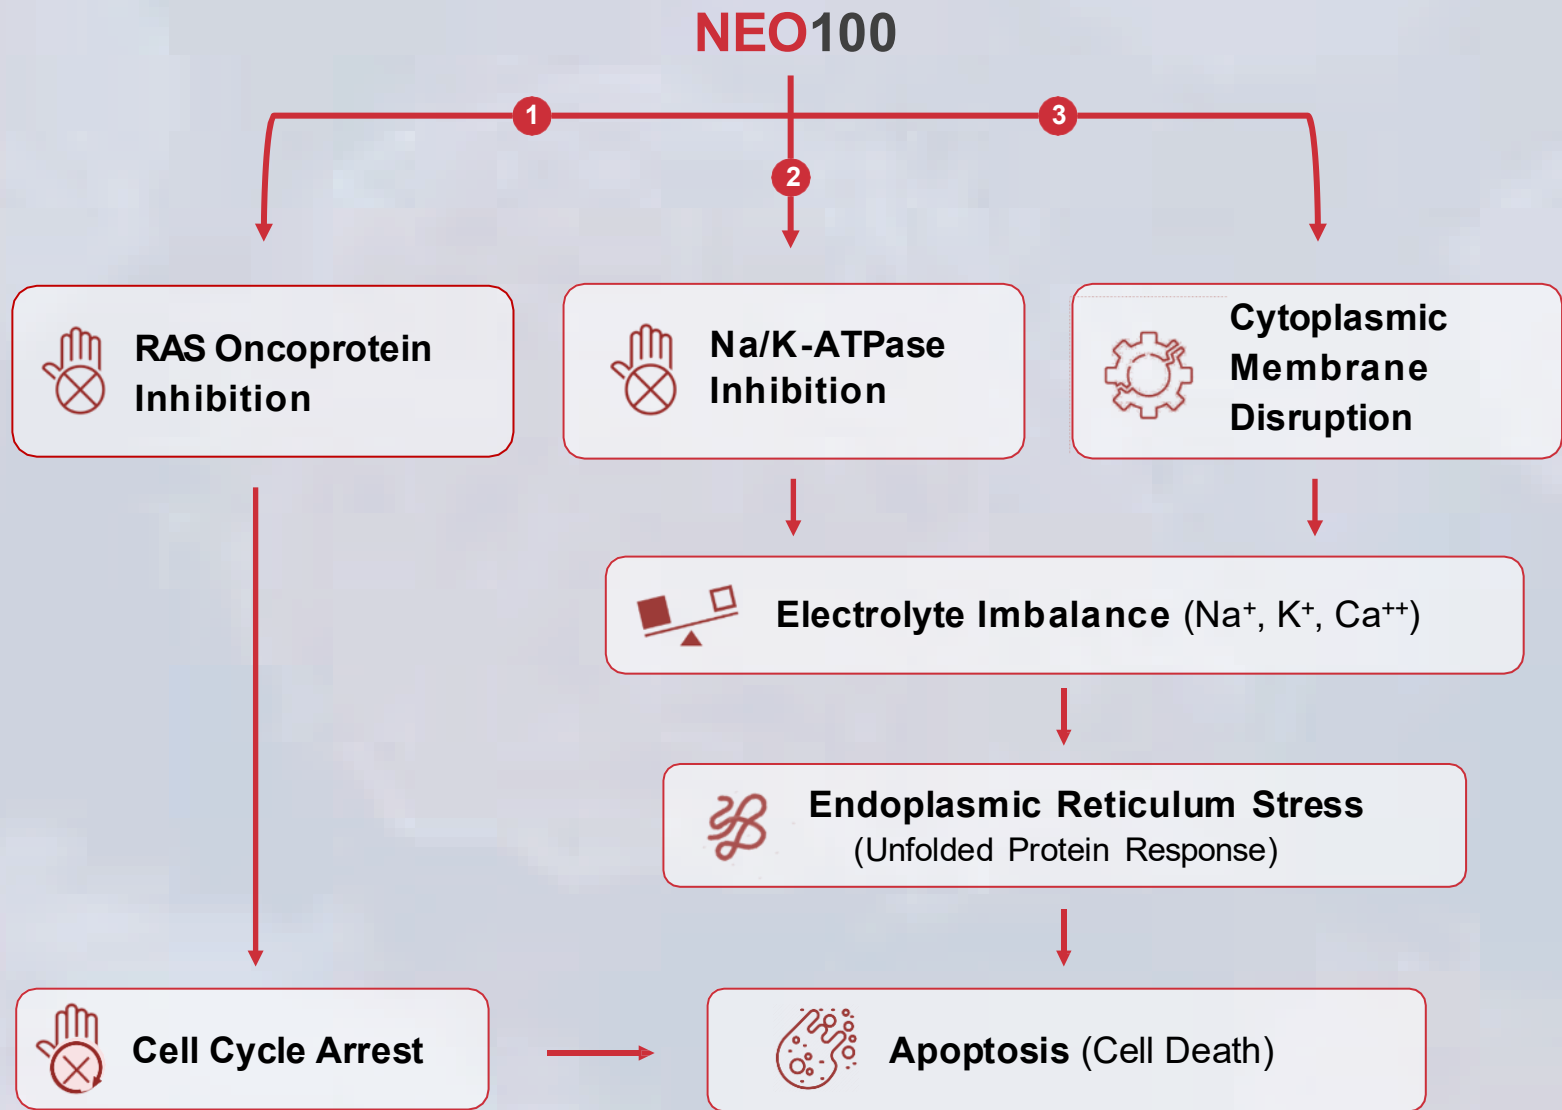 NEO100
1
3
2
RAS Oncoprotein
Inhibition
Na/K-ATPase
Inhibition
Cytoplasmic
Membrane
Disruption
Electrolyte Imbalance (Na⁺, K⁺, Ca⁺⁺)
Endoplasmic Reticulum Stress
(Unfolded Protein Response)
Cell Cycle Arrest
Apoptosis (Cell Death)